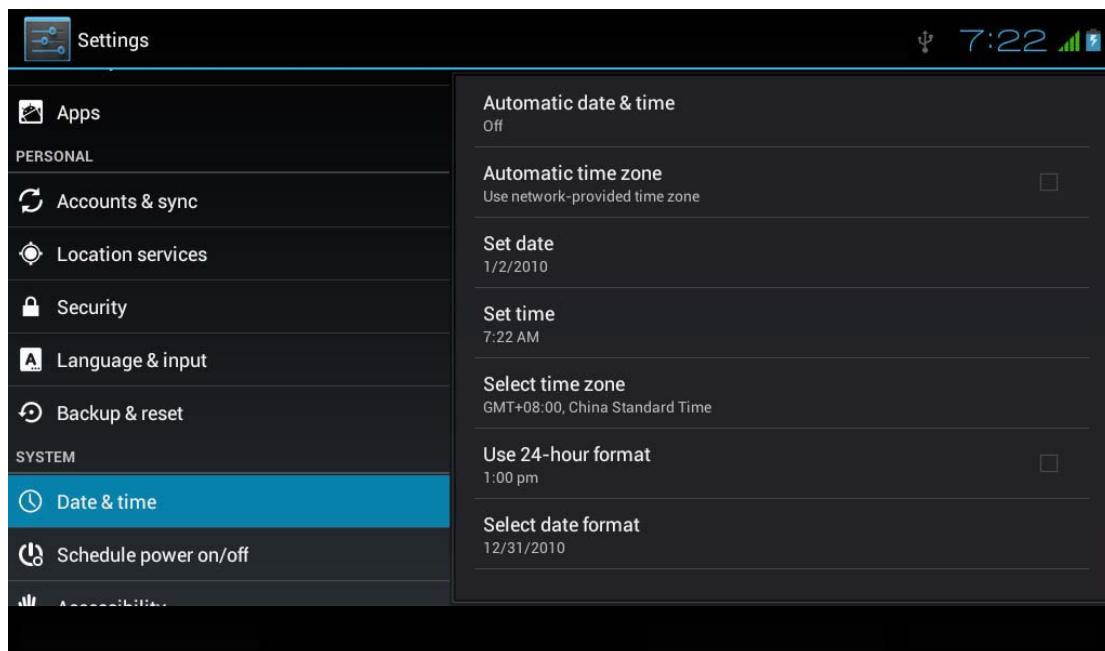 Settings
7:22
Apps
PERSONAL
Accounts & sync
Location services
Security
Language & input
Backup & reset
SYSTEM
Date & time
Schedule power on/off
Automatic date & time
Off
Automatic time zone
Use network-provided time zone
Set date
1/2/2010
Set time
7:22 AM
Select time zone
GMT+08:00, China Standard Time
Use 24-hour format
1:00 pm
Select date format
12/31/2010